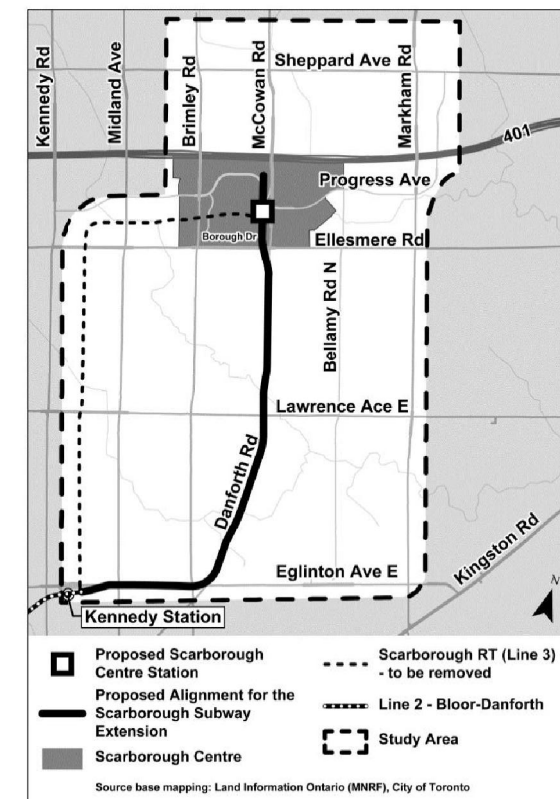 Kennedy Rd
Midland Ave
Brimley Rd
McCowan Rd
Markham Rd
Sheppard Ave
401
Progress Ave
Borough Dr
Ellesmere Rd
Bellamy Rd N
Lawrence Ace E
Danforth Rd
Eglinton Ave E
Kingston Rd
Kennedy Station
N
Proposed Scarborough
Centre Station
Proposed Alignment for the
Scarborough Subway
Extension
Scarborough Centre
Scarborough RT (Line 3)
- to be removed
Line 2 - Bloor-Danforth
Study Area
Source base mapping: Land Information Ontario (MNRF), City of Toronto